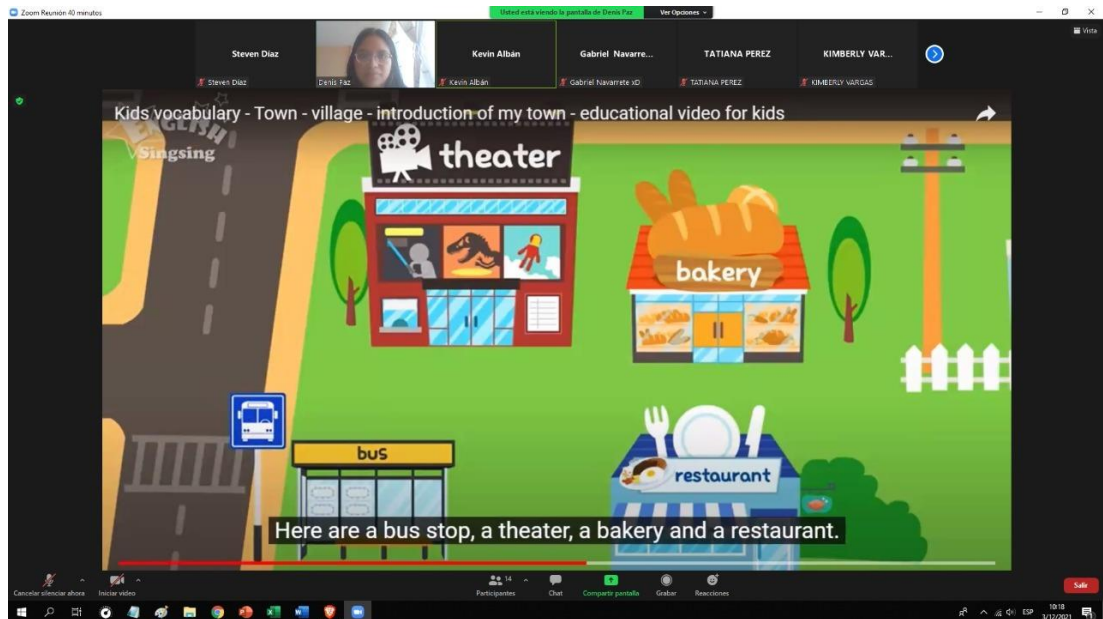 Zoom Reunión 40 minutos
Usted está viendo la pantalla de Denis Paz
Ver Opciones
Vista
Steven Díaz
Kevin Albán
Gabriel Navarre...
TATIANA PEREZ
KIMBERLY VAR...
Steven Díaz
Denis Paz
Kevin Albán
Gabriel Navarrete xD
TATIANA PEREZ
KIMBERLY VARGAS
Kids vocabulary - Town - village - introduction of my town - educational video for kids
ENGLISH
Singsing
theater
bakery
bus
restaurant
Here are a bus stop, a theater, a bakery and a restaurant.
Cancelar silenciar ahora
Iniciar video
14
Participantes
Chat
Compartir pantalla
Grabar
Reacciones
Salir
ESP
10:18
3/12/2021